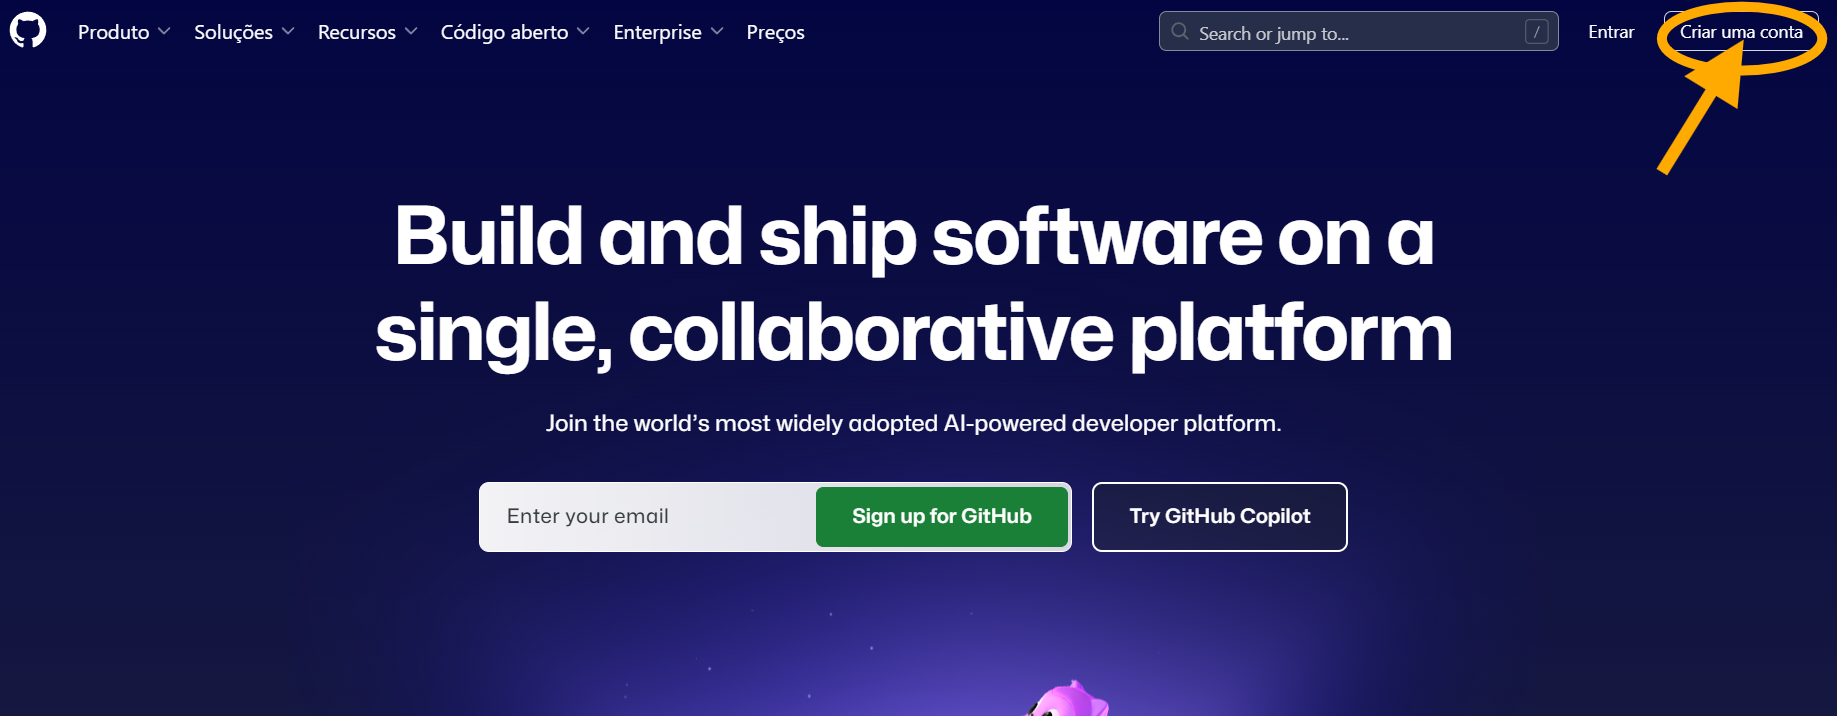 Produto Soluções Recursos Código aberto Enterprise Preços Search or jump to... / Entrar Criar uma conta
Build and ship software on a
single, collaborative platform
Join the world’s most widely adopted AI-powered developer platform.
Enter your email Sign up for GitHub Try GitHub Copilot